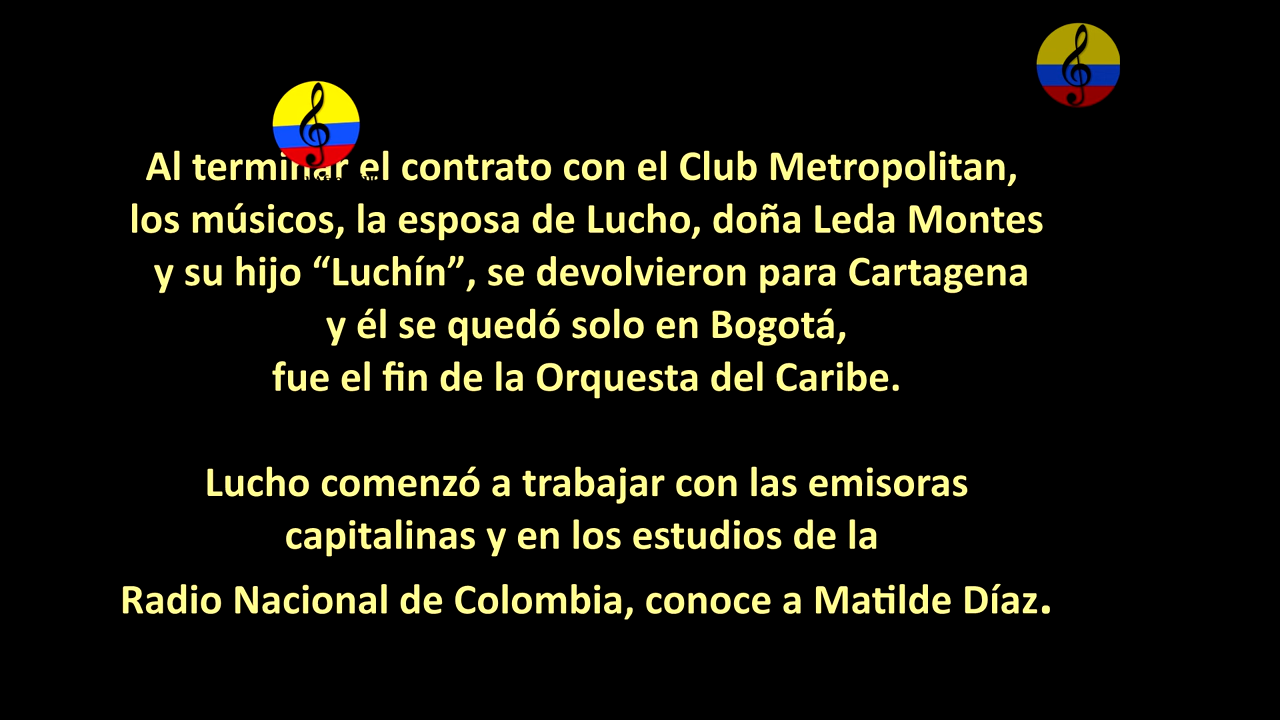 Al terminar el contrato con el Club Metropolitan,
los músicos, la esposa de Lucho, doña Leda Montes
y su hijo “Luchín”, se devolvieron para Cartagena
y él se quedó solo en Bogotá,
fue el fin de la Orquesta del Caribe.
Lucho comenzó a trabajar con las emisoras
capitalinas y en los estudios de la
Radio Nacional de Colombia, conoce a Matilde Díaz.